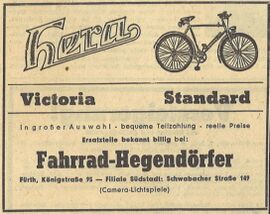 Hera
Victoria Standard
In großer Auswahl - bequeme Teilzahlung - reelle Preise
Ersatzteile bekannt billig bei:
Fahrrad-Hegendörfer
Fürth, Königstraße 95 — Filiale Südstadt: Schwabacher Straße 149
(Camera-Lichtspiele)